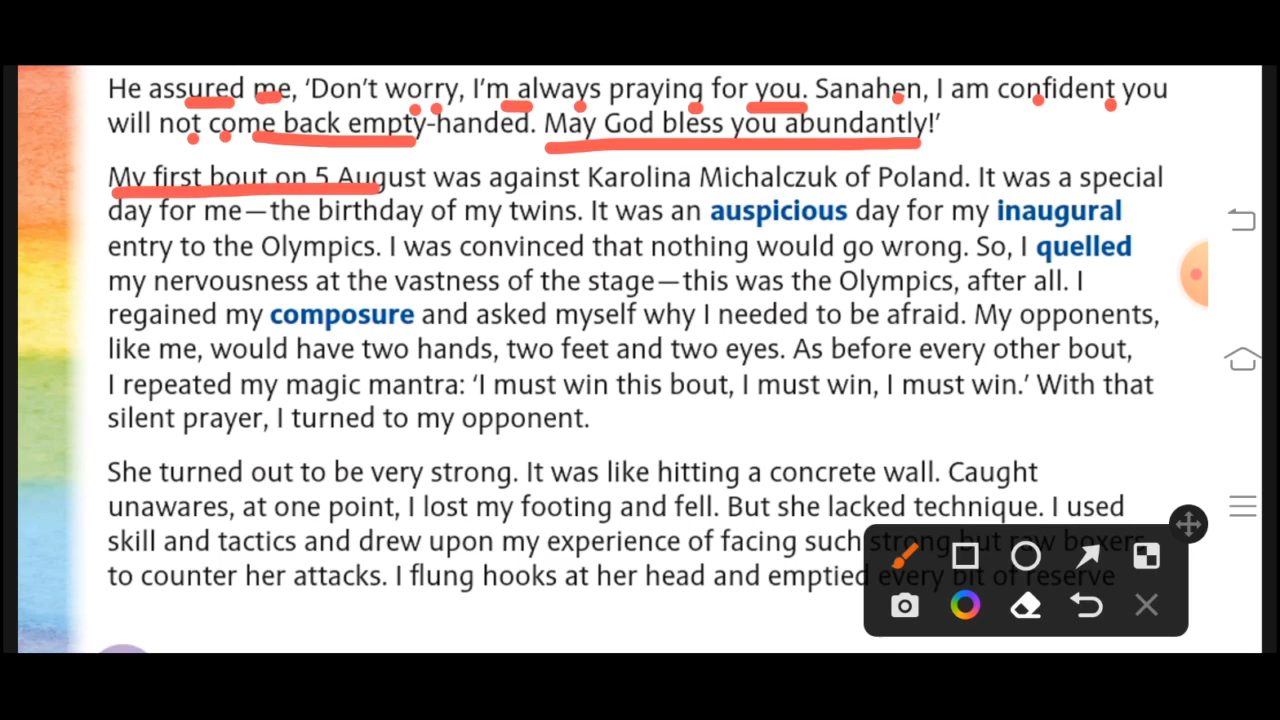 He assured me, ‘Don’t worry, I’m always praying for you. Sanahen, I am confident you
will not come back empty-handed. May God bless you abundantly!’
My first bout on 5 August was against Karolina Michalczuk of Poland. It was a special
day for me—the birthday of my twins. It was an auspicious day for my inaugural
entry to the Olympics. I was convinced that nothing would go wrong. So, I quelled
my nervousness at the vastness of the stage—this was the Olympics, after all. I
regained my composure and asked myself why I needed to be afraid. My opponents,
like me, would have two hands, two feet and two eyes. As before every other bout,
I repeated my magic mantra: ‘I must win this bout, I must win, I must win.’ With that
silent prayer, I turned to my opponent.
She turned out to be very strong. It was like hitting a concrete wall. Caught
unawares, at one point, I lost my footing and fell. But she lacked technique. I used
skill and tactics and drew upon my experience of facing such strong but raw boxers
to counter her attacks. I flung hooks at her head and emptied every bit of reserve